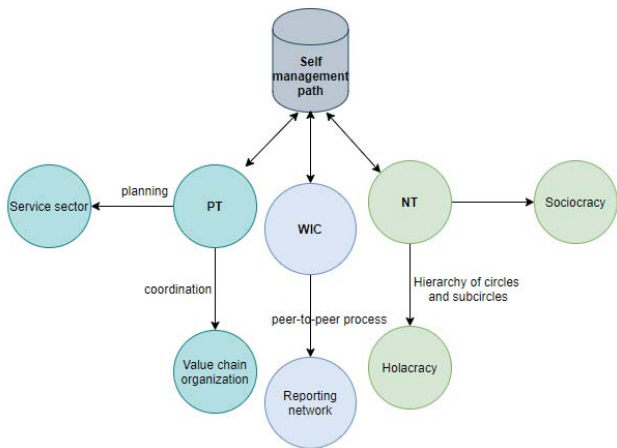 Self
management
path
planning
Service sector
PT
WIC
NT
Sociocracy
coordination
Hierarchy of circles
and subcircles
peer-to-peer process
Value chain
organization
Reporting
network
Holacracy